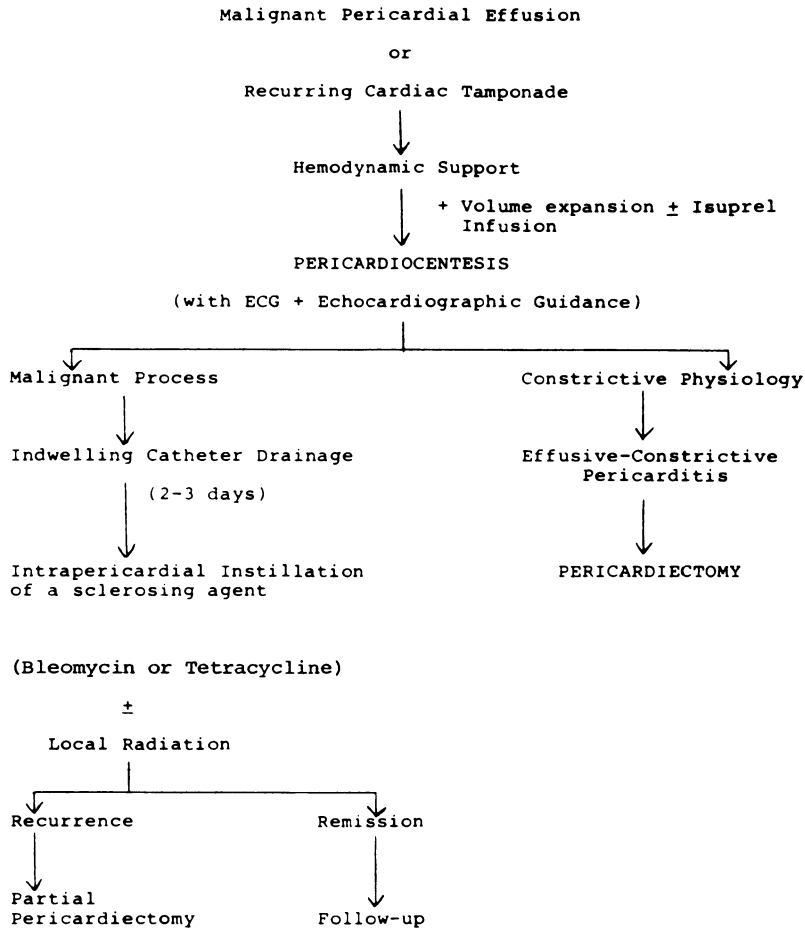 Malignant Pericardial Effusion
or
Recurring Cardiac Tamponade
Hemodynamic Support
+ Volume expansion ± Isuprel
Infusion
PERICARDIOCENTESIS
(with ECG + Echocardiographic Guidance)
Malignant Process
Constrictive Physiology
Indwelling Catheter Drainage
(2-3 days)
Effusive-Constrictive
Pericarditis
Intrapericardial Instillation
of a sclerosing agent
PERICARDIECTOMY
(Bleomycin or Tetracycline)
±
Local Radiation
Recurrence
Remission
Partial
Pericardiectomy
Follow-up